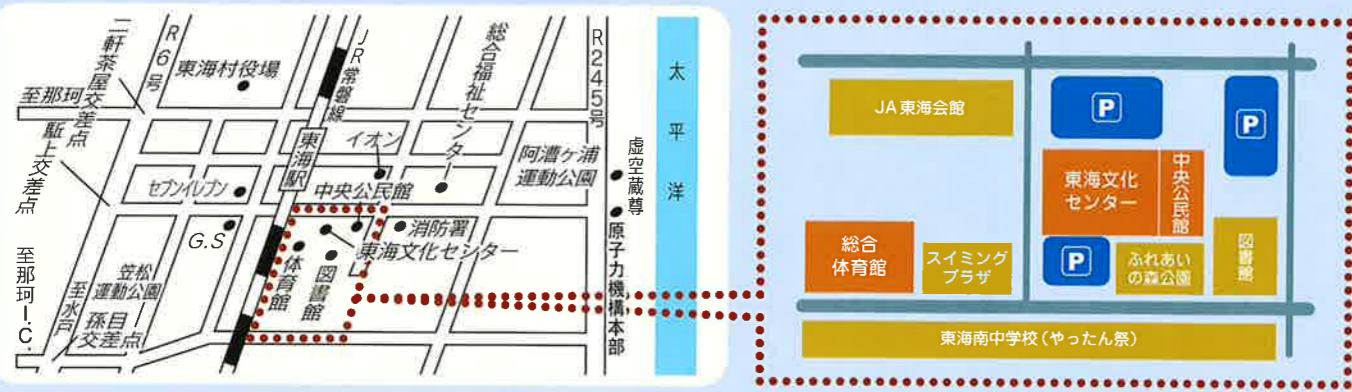 二軒茶屋交差点
R6号
東海村役場
JR常磐線
総合福祉センター
R245号
太平洋
至那珂
駈上交差点
東海駅
イオン
阿漕ヶ浦
運動公園
虚空蔵尊
セブンイレブン
中央公民館
G.S
消防署
東海文化センター
体育館
図書館
原子力機構本部
至那珂I.C.
笠松
運動公園
至水戸
孫目
交差点
JA東海会館
P
P
東海文化
センター
中央公民館
総合
体育館
スイミング
プラザ
P
ふれあい
の森公園
図書館
東海南中学校(やったん祭)